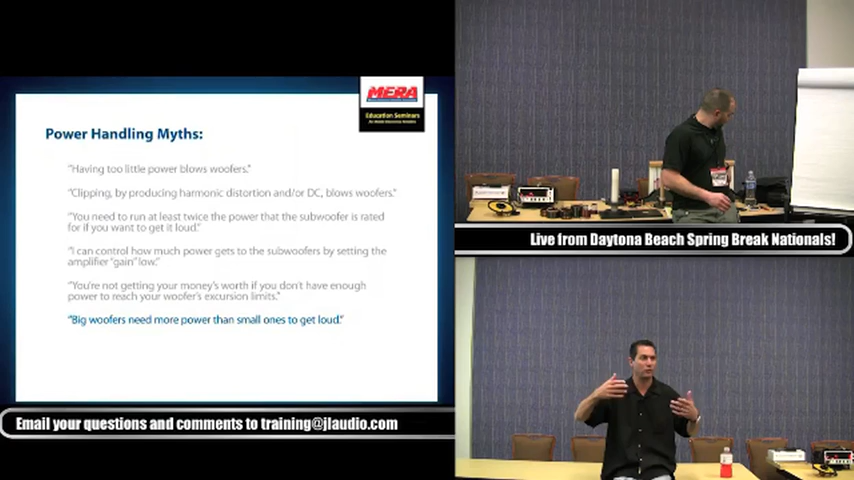 MERA
Education Seminars
Power Handling Myths:
"Having too little power blows woofers."
"Clipping, by producing harmonic distortion and/or DC, blows woofers."
"You need to run at least twice the power that the subwoofer is rated
for if you want to get it loud."
"I can control how much power gets to the subwoofers by setting the
amplifier "gain" low."
"You're not getting your money's worth if you don't have enough
power to reach your woofer's excursion limits."
"Big woofers need more power than small ones to get loud."
Email your questions and comments to training@jlaudio.com
Live from Daytona Beach Spring Break Nationals!